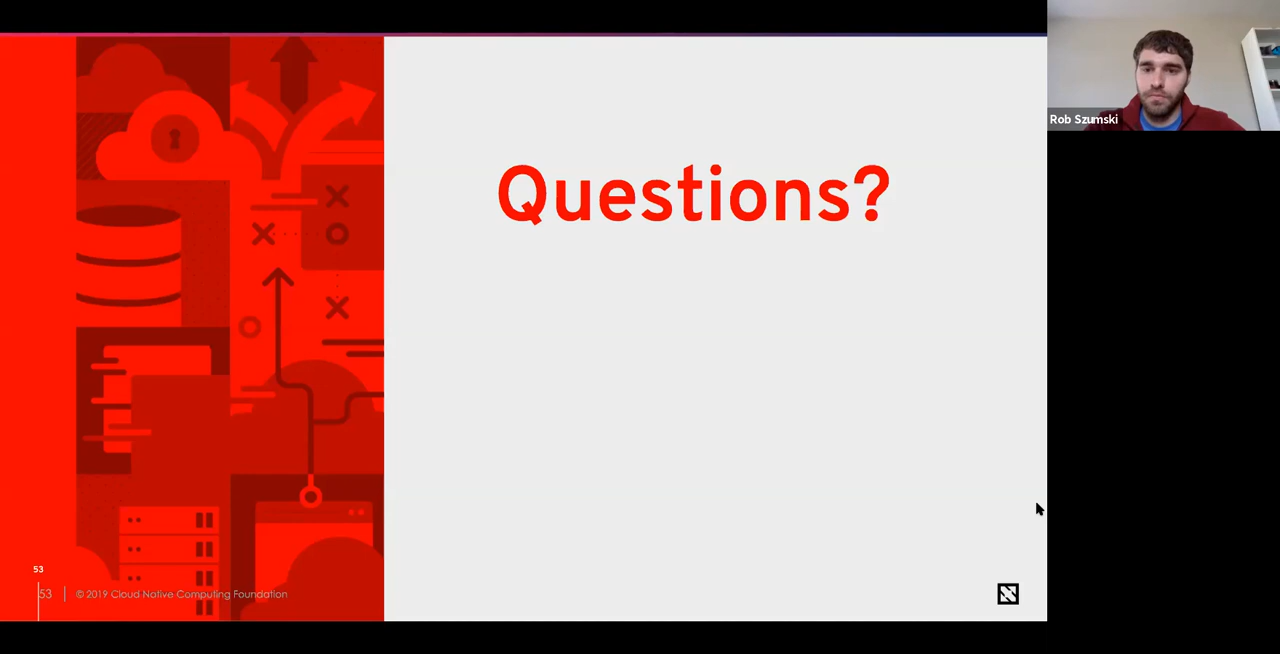 Rob Szumski
Questions?
53
53
© 2019 Cloud Native Computing Foundation